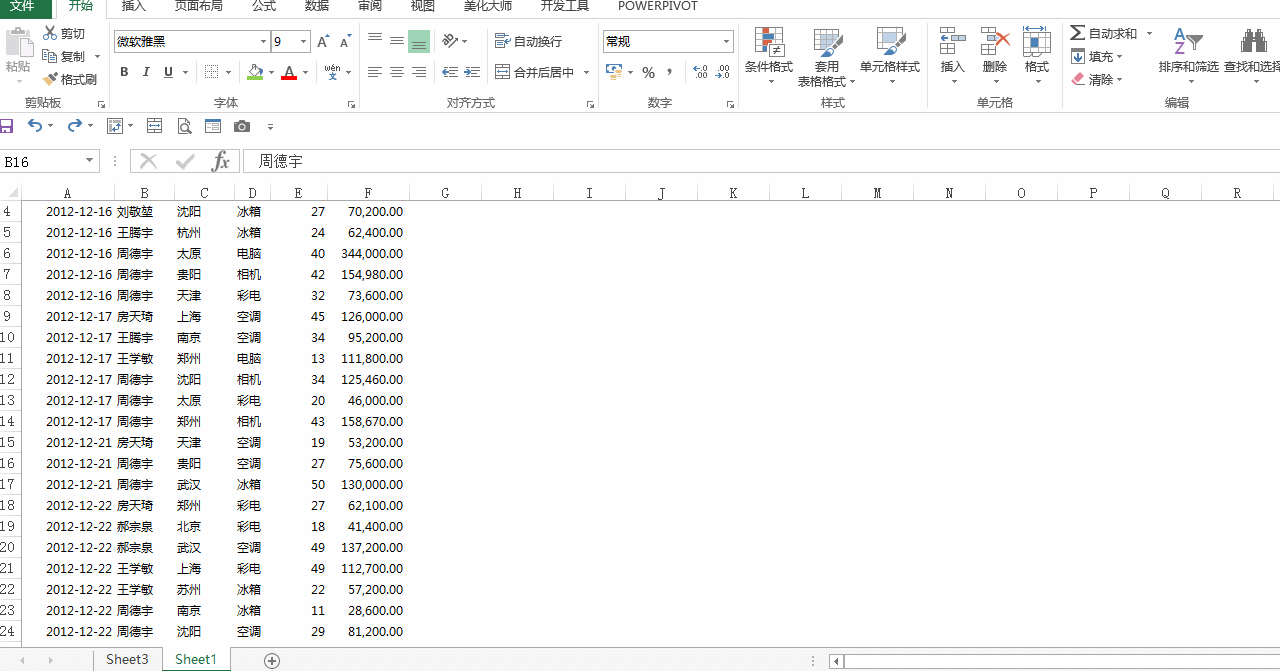 文件 开始 插入 页面布局 公式 数据 审阅 视图 美化大师 开发工具 POWERPIVOT
剪切
复制
格式刷
粘贴
剪贴板
微软雅黑 9 A A
B I U A wén
字体
自动换行
合并后居中
对齐方式
常规
% , .00 .0
数字
条件格式 套用 单元格样式
表格格式
样式
插入 删除 格式
单元格
Σ 自动求和
填充
清除
排序和筛选 查找和选择
编辑
B16 fx 周德宇
A B C D E F G H I J K L M N O P Q R
4 2012-12-16 刘敬堃 沈阳 冰箱 27 70,200.00
5 2012-12-16 王腾宇 杭州 冰箱 24 62,400.00
6 2012-12-16 周德宇 太原 电脑 40 344,000.00
7 2012-12-16 周德宇 贵阳 相机 42 154,980.00
8 2012-12-16 周德宇 天津 彩电 32 73,600.00
9 2012-12-17 房天琦 上海 空调 45 126,000.00
10 2012-12-17 王腾宇 南京 空调 34 95,200.00
11 2012-12-17 王学敏 郑州 电脑 13 111,800.00
12 2012-12-17 周德宇 沈阳 相机 34 125,460.00
13 2012-12-17 周德宇 太原 彩电 20 46,000.00
14 2012-12-17 周德宇 郑州 相机 43 158,670.00
15 2012-12-21 房天琦 天津 空调 19 53,200.00
16 2012-12-21 周德宇 贵阳 空调 27 75,600.00
17 2012-12-21 周德宇 武汉 冰箱 50 130,000.00
18 2012-12-22 房天琦 郑州 彩电 27 62,100.00
19 2012-12-22 郝宗泉 北京 彩电 18 41,400.00
20 2012-12-22 郝宗泉 武汉 空调 49 137,200.00
21 2012-12-22 王学敏 上海 彩电 49 112,700.00
22 2012-12-22 王学敏 苏州 冰箱 22 57,200.00
23 2012-12-22 周德宇 南京 冰箱 11 28,600.00
24 2012-12-22 周德宇 沈阳 空调 29 81,200.00
Sheet3 Sheet1